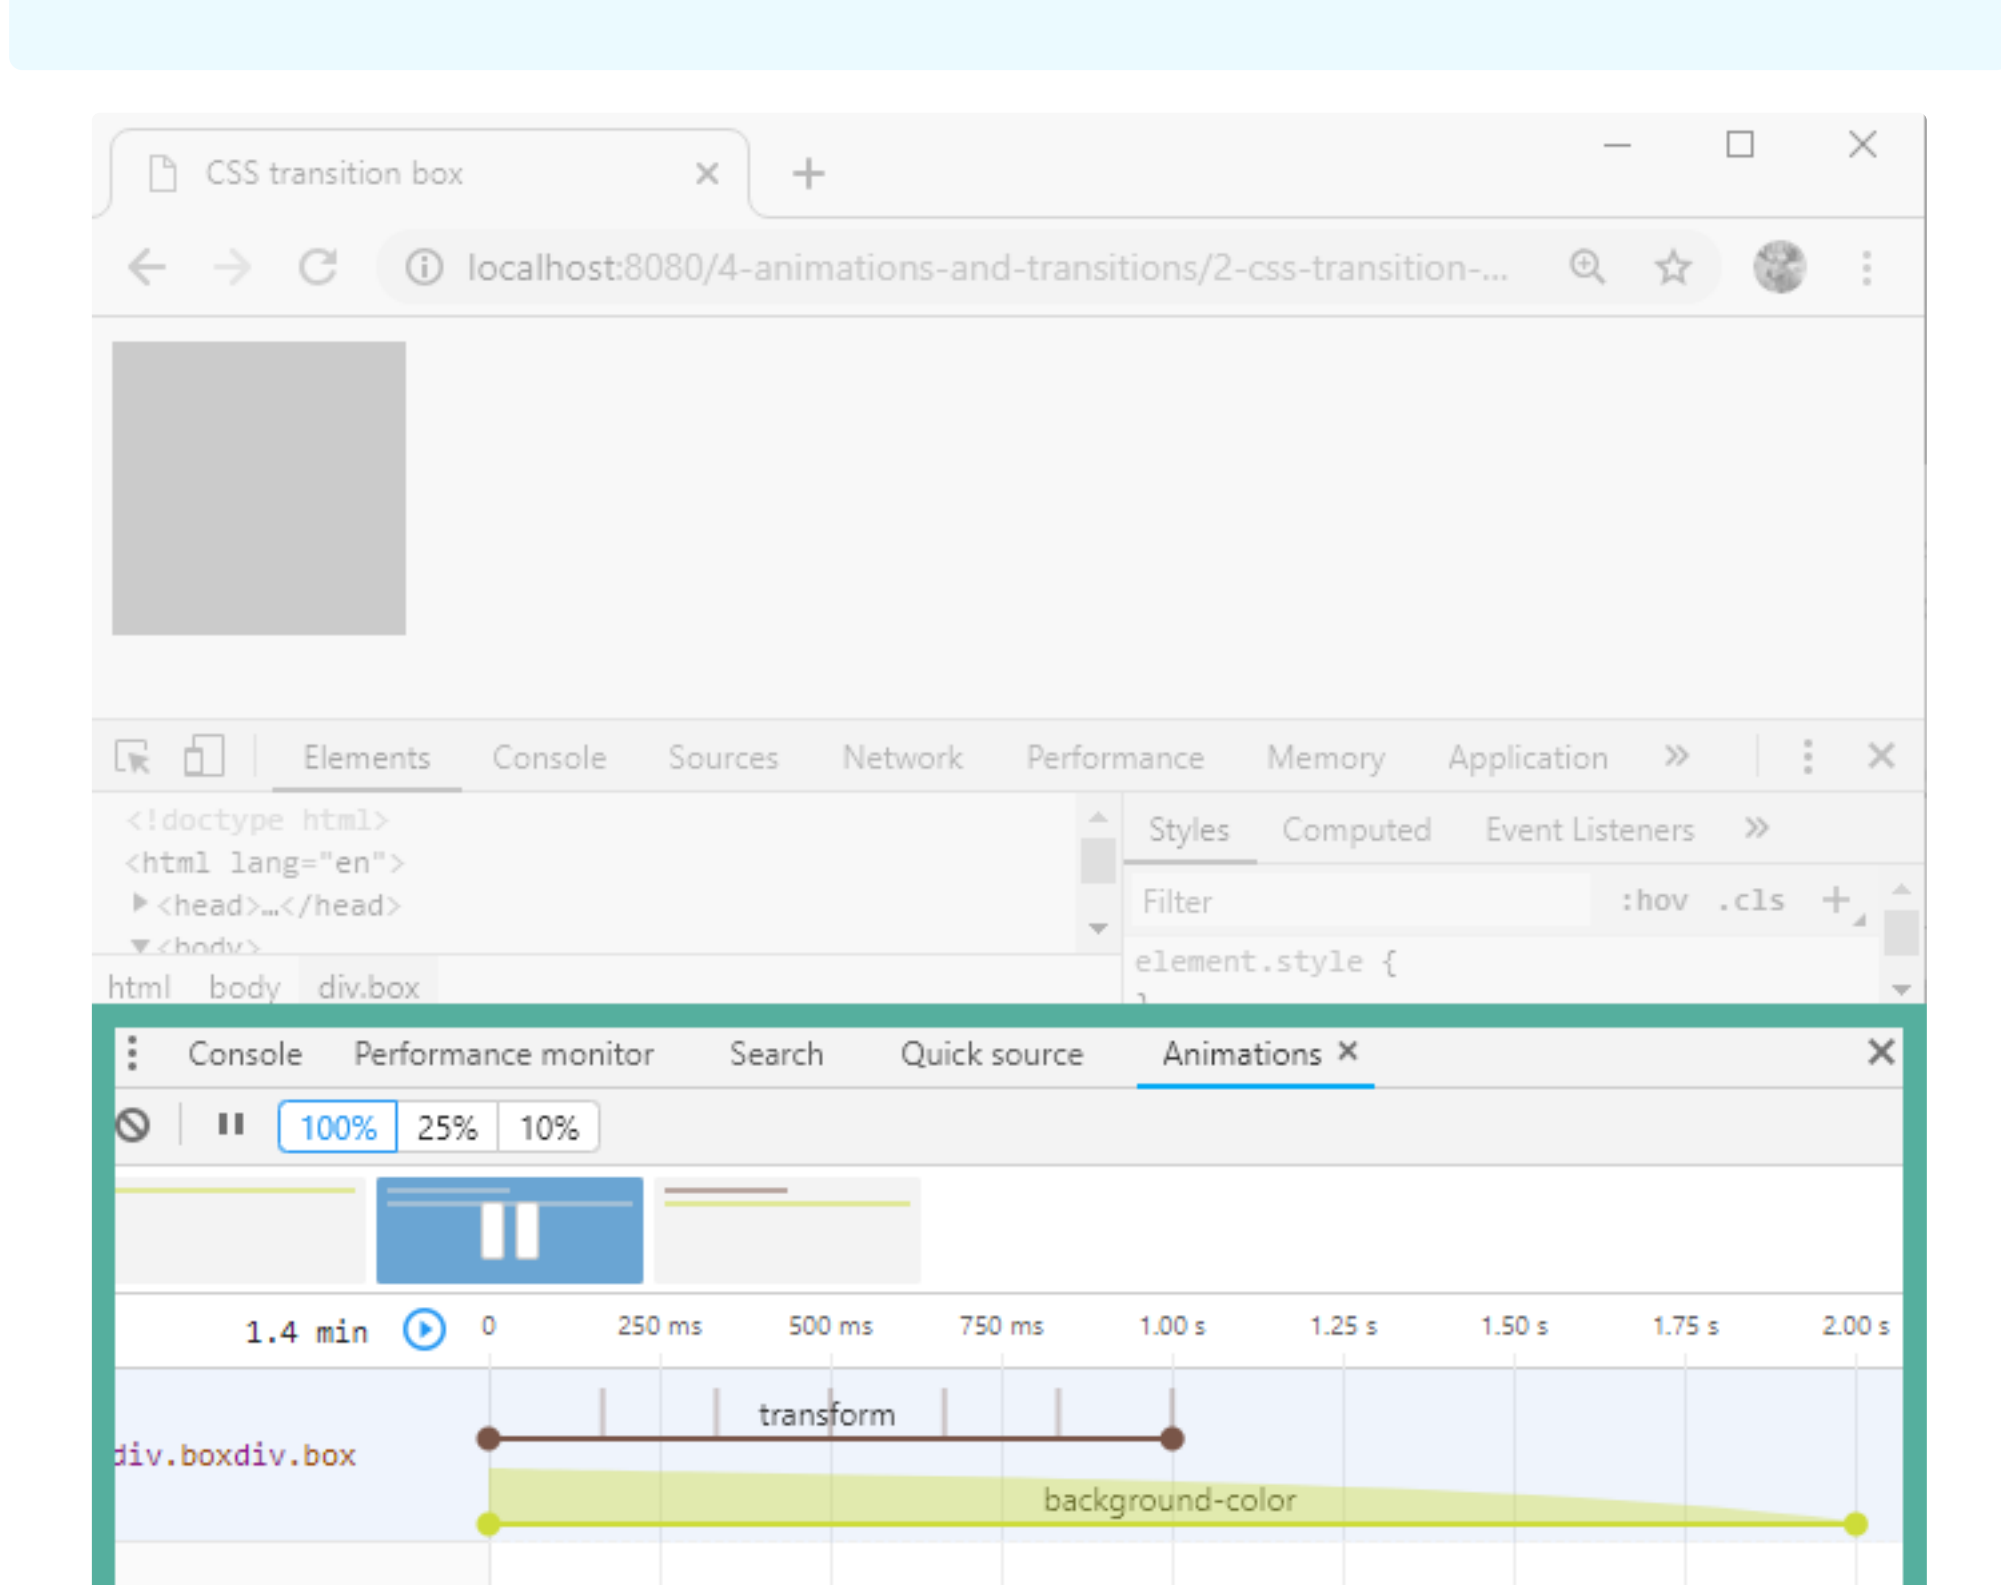 CSS transition box
localhost:8080/4-animations-and-transitions/2-css-transition-...
Elements Console Sources Network Performance Memory Application »
<!doctype html>
<html lang="en">
<head>…</head>
<body>
html body div.box
Styles Computed Event Listeners »
Filter :hov .cls +
element.style {
}
Console Performance monitor Search Quick source Animations
100% 25% 10%
1.4 min 0 250 ms 500 ms 750 ms 1.00 s 1.25 s 1.50 s 1.75 s 2.00 s
transform
div.boxdiv.box
background-color